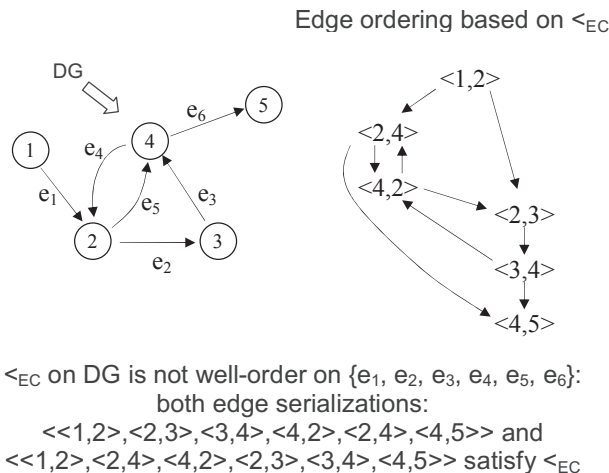 Edge ordering based on <EC
DG
<1,2>
e6
5
4
<2,4>
1
e4
e1
e5
e3
<4,2>
<2,3>
2
3
e2
<3,4>
<4,5>
<EC on DG is not well-order on {e1, e2, e3, e4, e5, e6}:
both edge serializations:
<<1,2>,<2,3>,<3,4>,<4,2>,<2,4>,<4,5>> and
<<1,2>,<2,4>,<4,2>,<2,3>,<3,4>,<4,5>> satisfy <EC